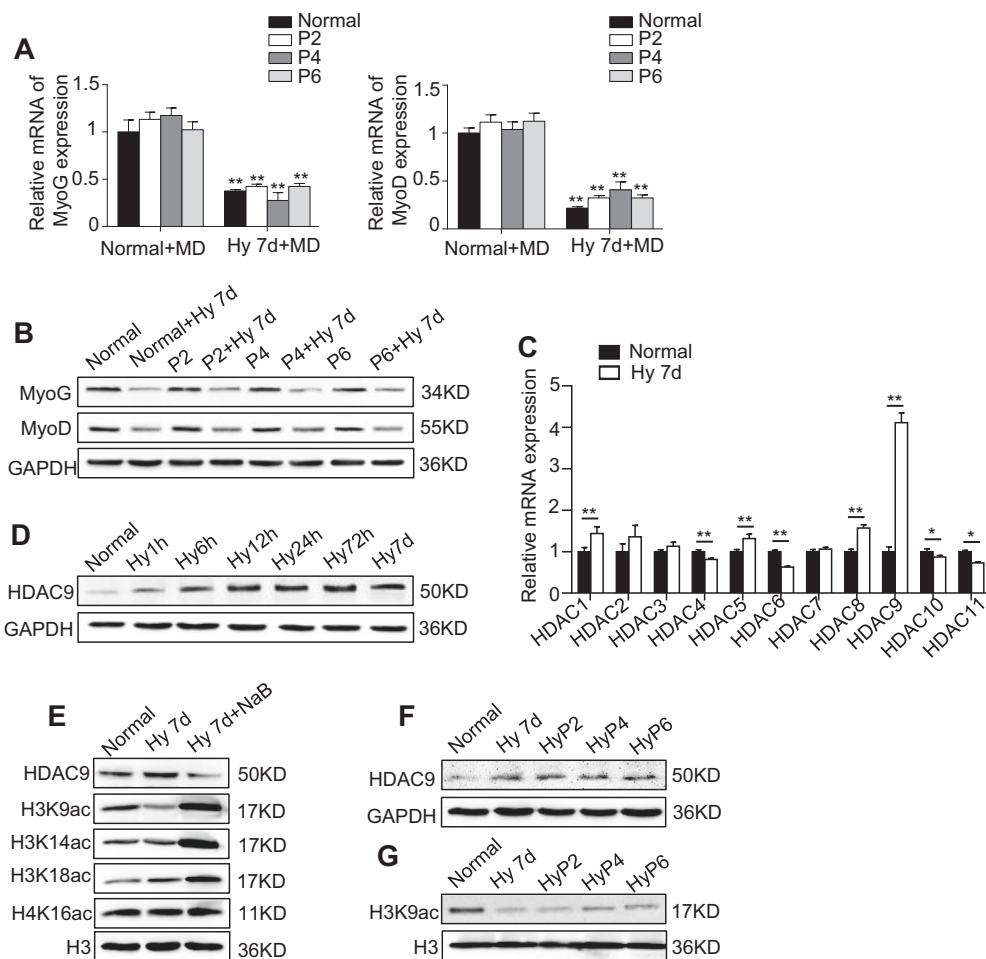 A
Normal
P2
P4
P6
Relative mRNA of
MyoG expression
1.5
1
0.5
0
** ** ** **
Normal+MD Hy 7d+MD
Normal
P2
P4
P6
Relative mRNA of
MyoD expression
1.5
1
0.5
0
** ** ** **
Normal+MD Hy 7d+MD
B
Normal Normal+Hy 7d P2 P2+Hy 7d P4 P4+Hy 7d P6 P6+Hy 7d
MyoG 34KD
MyoD 55KD
GAPDH 36KD
C
Normal
Hy 7d
Relative mRNA expression
5
4
3
2
1
0
** ** ** ** ** ** * *
HDAC1 HDAC2 HDAC3 HDAC4 HDAC5 HDAC6 HDAC7 HDAC8 HDAC9 HDAC10 HDAC11
D
Normal Hy1h Hy6h Hy12h Hy24h Hy72h Hy7d
HDAC9 50KD
GAPDH 36KD
E
Normal Hy 7d Hy 7d+NaB
HDAC9 50KD
H3K9ac 17KD
H3K14ac 17KD
H3K18ac 17KD
H4K16ac 11KD
H3 36KD
F
Normal Hy 7d HyP2 HyP4 HyP6
HDAC9 50KD
GAPDH 36KD
G
Normal Hy 7d HyP2 HyP4 HyP6
H3K9ac 17KD
H3 36KD